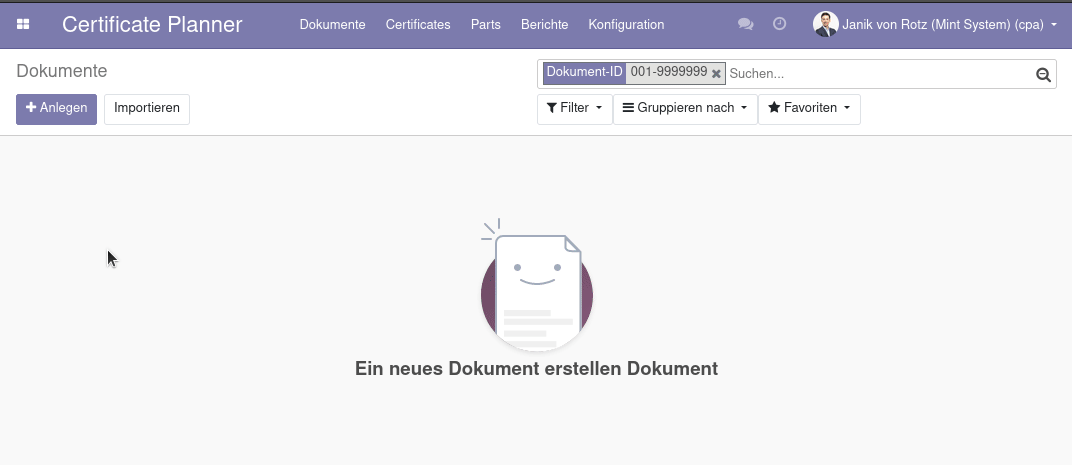 Certificate Planner Dokumente Certificates Parts Berichte Konfiguration Janik von Rotz (Mint System) (cpa)
Dokumente
Dokument-ID 001-9999999 Suchen...
Anlegen Importieren Filter Gruppieren nach Favoriten
Ein neues Dokument erstellen Dokument